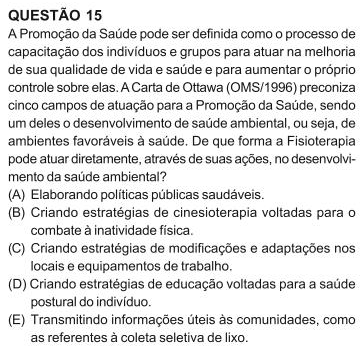 QUESTÃO 15
A Promoção da Saúde pode ser definida como o processo de
capacitação dos indivíduos e grupos para atuar na melhoria
de sua qualidade de vida e saúde e para aumentar o próprio
controle sobre elas. A Carta de Ottawa (OMS/1996) preconiza
cinco campos de atuação para a Promoção da Saúde, sendo
um deles o desenvolvimento de saúde ambiental, ou seja, de
ambientes favoráveis à saúde. De que forma a Fisioterapia
pode atuar diretamente, através de suas ações, no desenvolvi-
mento da saúde ambiental?
(A) Elaborando políticas públicas saudáveis.
(B) Criando estratégias de cinesioterapia voltadas para o
combate à inatividade física.
(C) Criando estratégias de modificações e adaptações nos
locais e equipamentos de trabalho.
(D) Criando estratégias de educação voltadas para a saúde
postural do indivíduo.
(E) Transmitindo informações úteis às comunidades, como
as referentes à coleta seletiva de lixo.